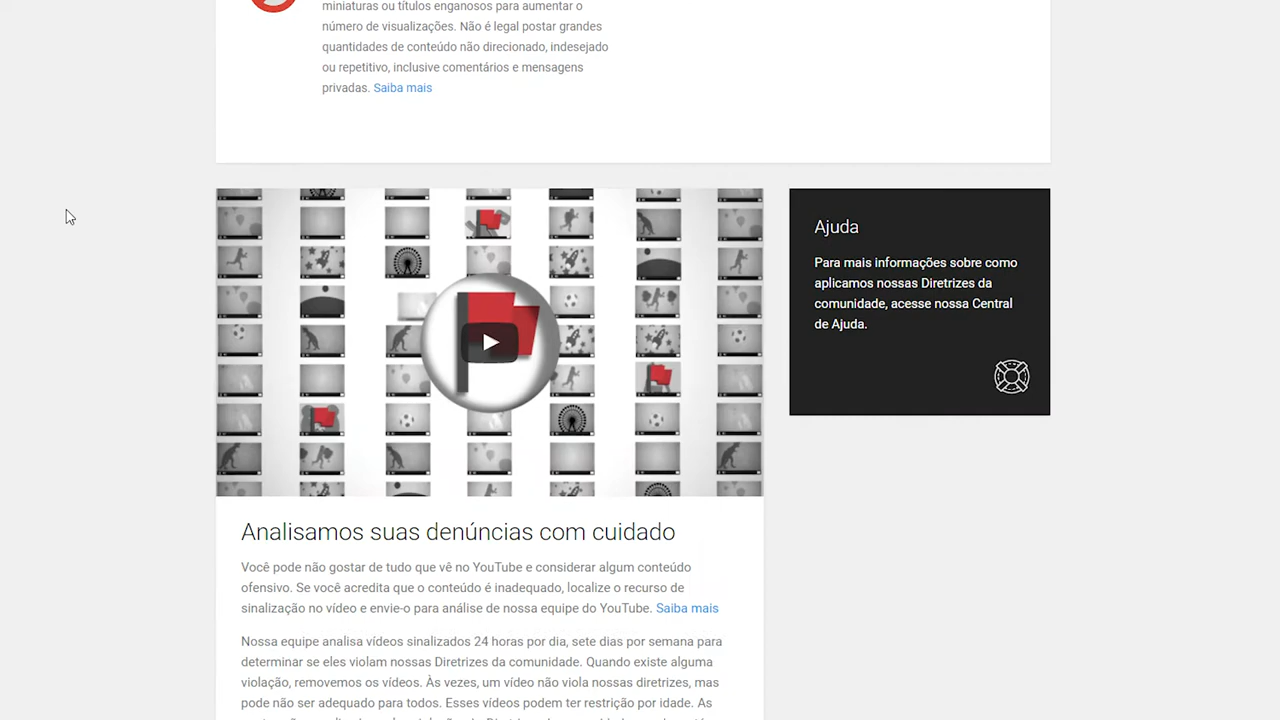 miniaturas ou títulos enganosos para aumentar o
número de visualizações. Não é legal postar grandes
quantidades de conteúdo não direcionado, indesejado
ou repetitivo, inclusive comentários e mensagens
privadas. Saiba mais
Ajuda
Para mais informações sobre como
aplicamos nossas Diretrizes da
comunidade, acesse nossa Central
de Ajuda.
Analisamos suas denúncias com cuidado
Você pode não gostar de tudo que vê no YouTube e considerar algum conteúdo
ofensivo. Se você acredita que o conteúdo é inadequado, localize o recurso de
sinalização no vídeo e envie-o para análise de nossa equipe do YouTube. Saiba mais
Nossa equipe analisa vídeos sinalizados 24 horas por dia, sete dias por semana para
determinar se eles violam nossas Diretrizes da comunidade. Quando existe alguma
violação, removemos os vídeos. Às vezes, um vídeo não viola nossas diretrizes, mas
pode não ser adequado para todos. Esses vídeos podem ter restrição por idade. As